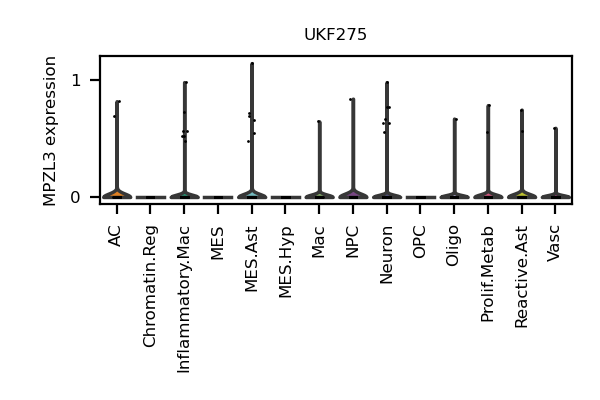 UKF275
MPZL3 expression
1
0
AC
Chromatin.Reg
Inflammatory.Mac
MES
MES.Ast
MES.Hyp
Mac
NPC
Neuron
OPC
Oligo
Prolif.Metab
Reactive.Ast
Vasc